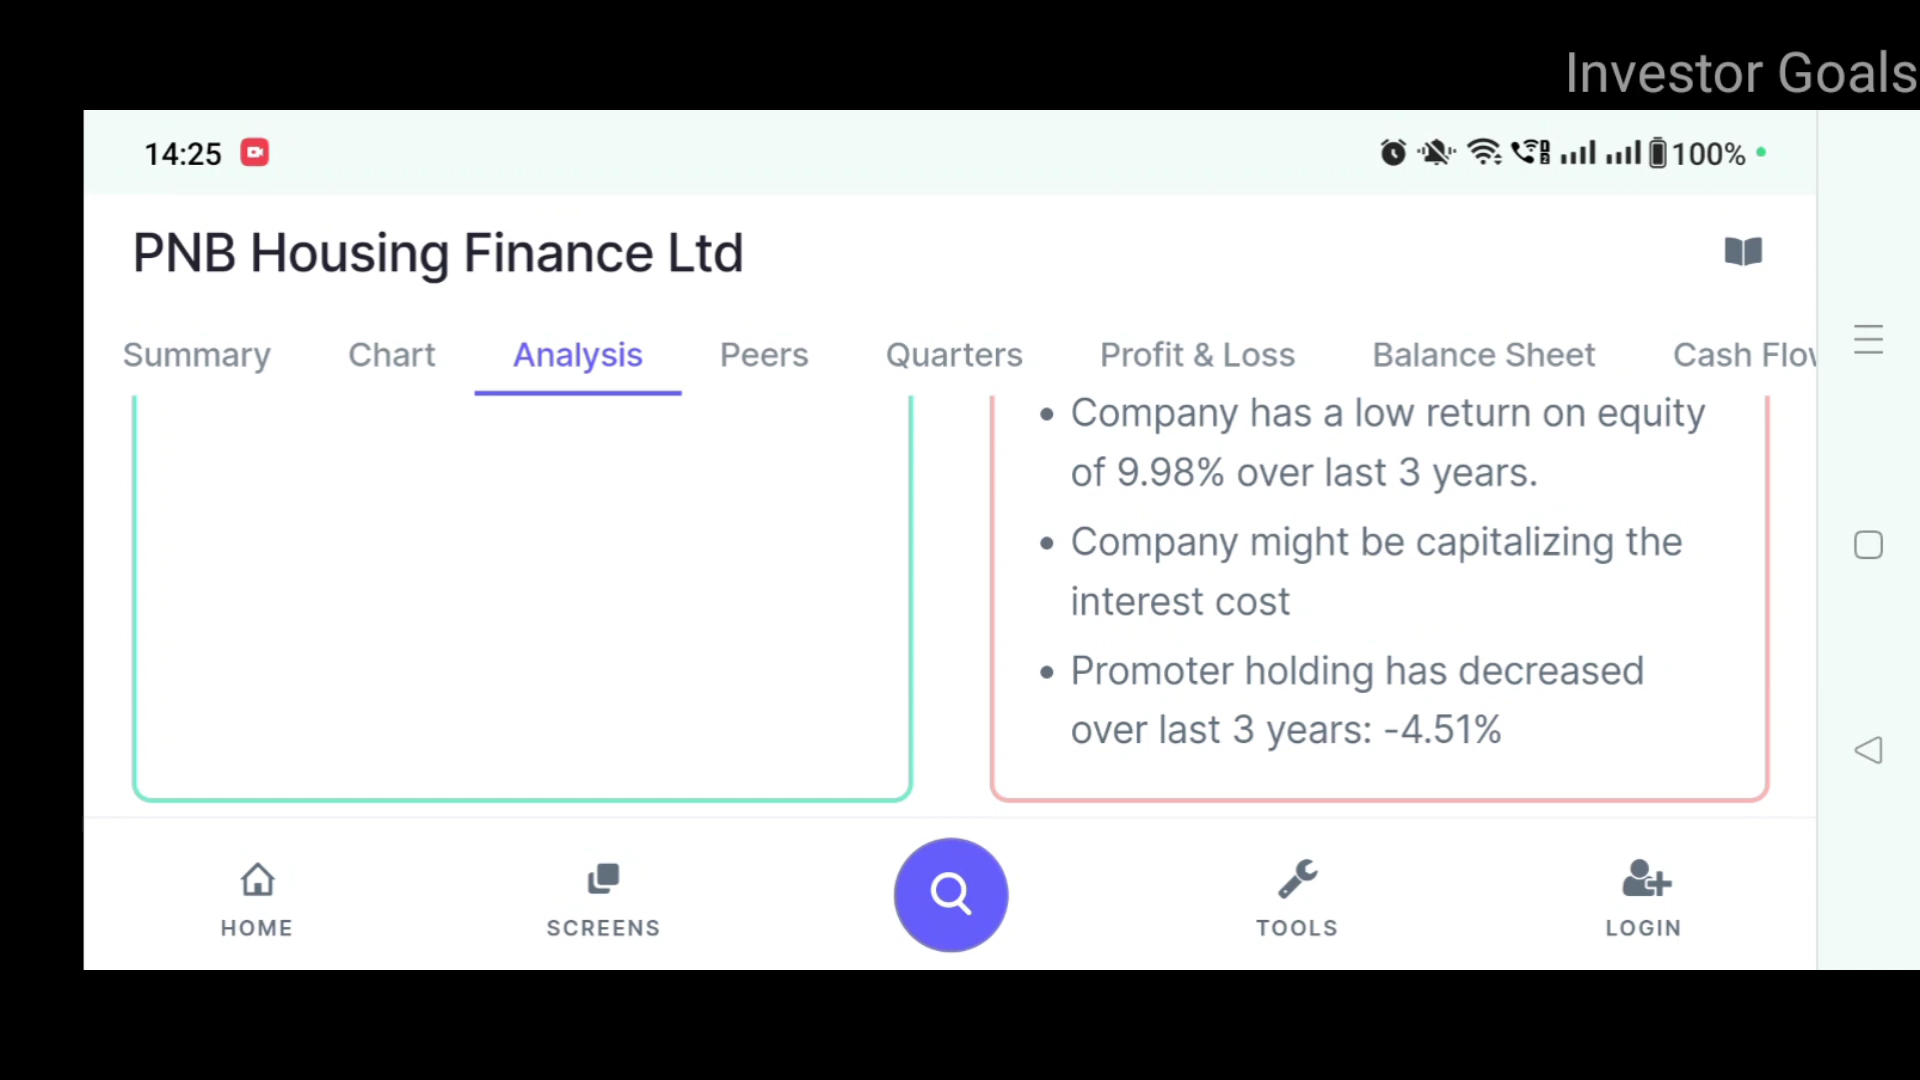 Investor Goals
14:25
100%
PNB Housing Finance Ltd
Summary Chart Analysis Peers Quarters Profit & Loss Balance Sheet Cash Flow
• Company has a low return on equity
of 9.98% over last 3 years.
• Company might be capitalizing the
interest cost
• Promoter holding has decreased
over last 3 years: -4.51%
HOME SCREENS TOOLS LOGIN